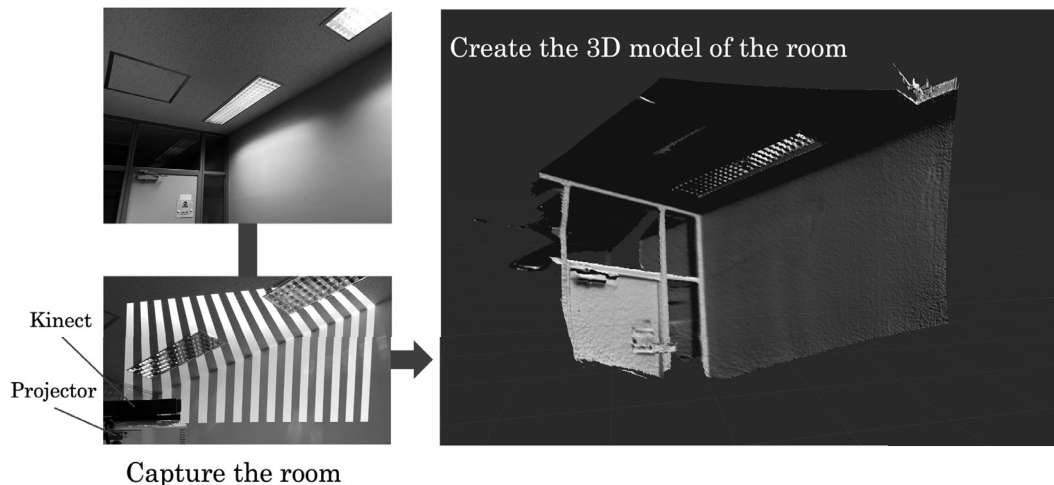 Create the 3D model of the room
Kinect
Projector
Capture the room